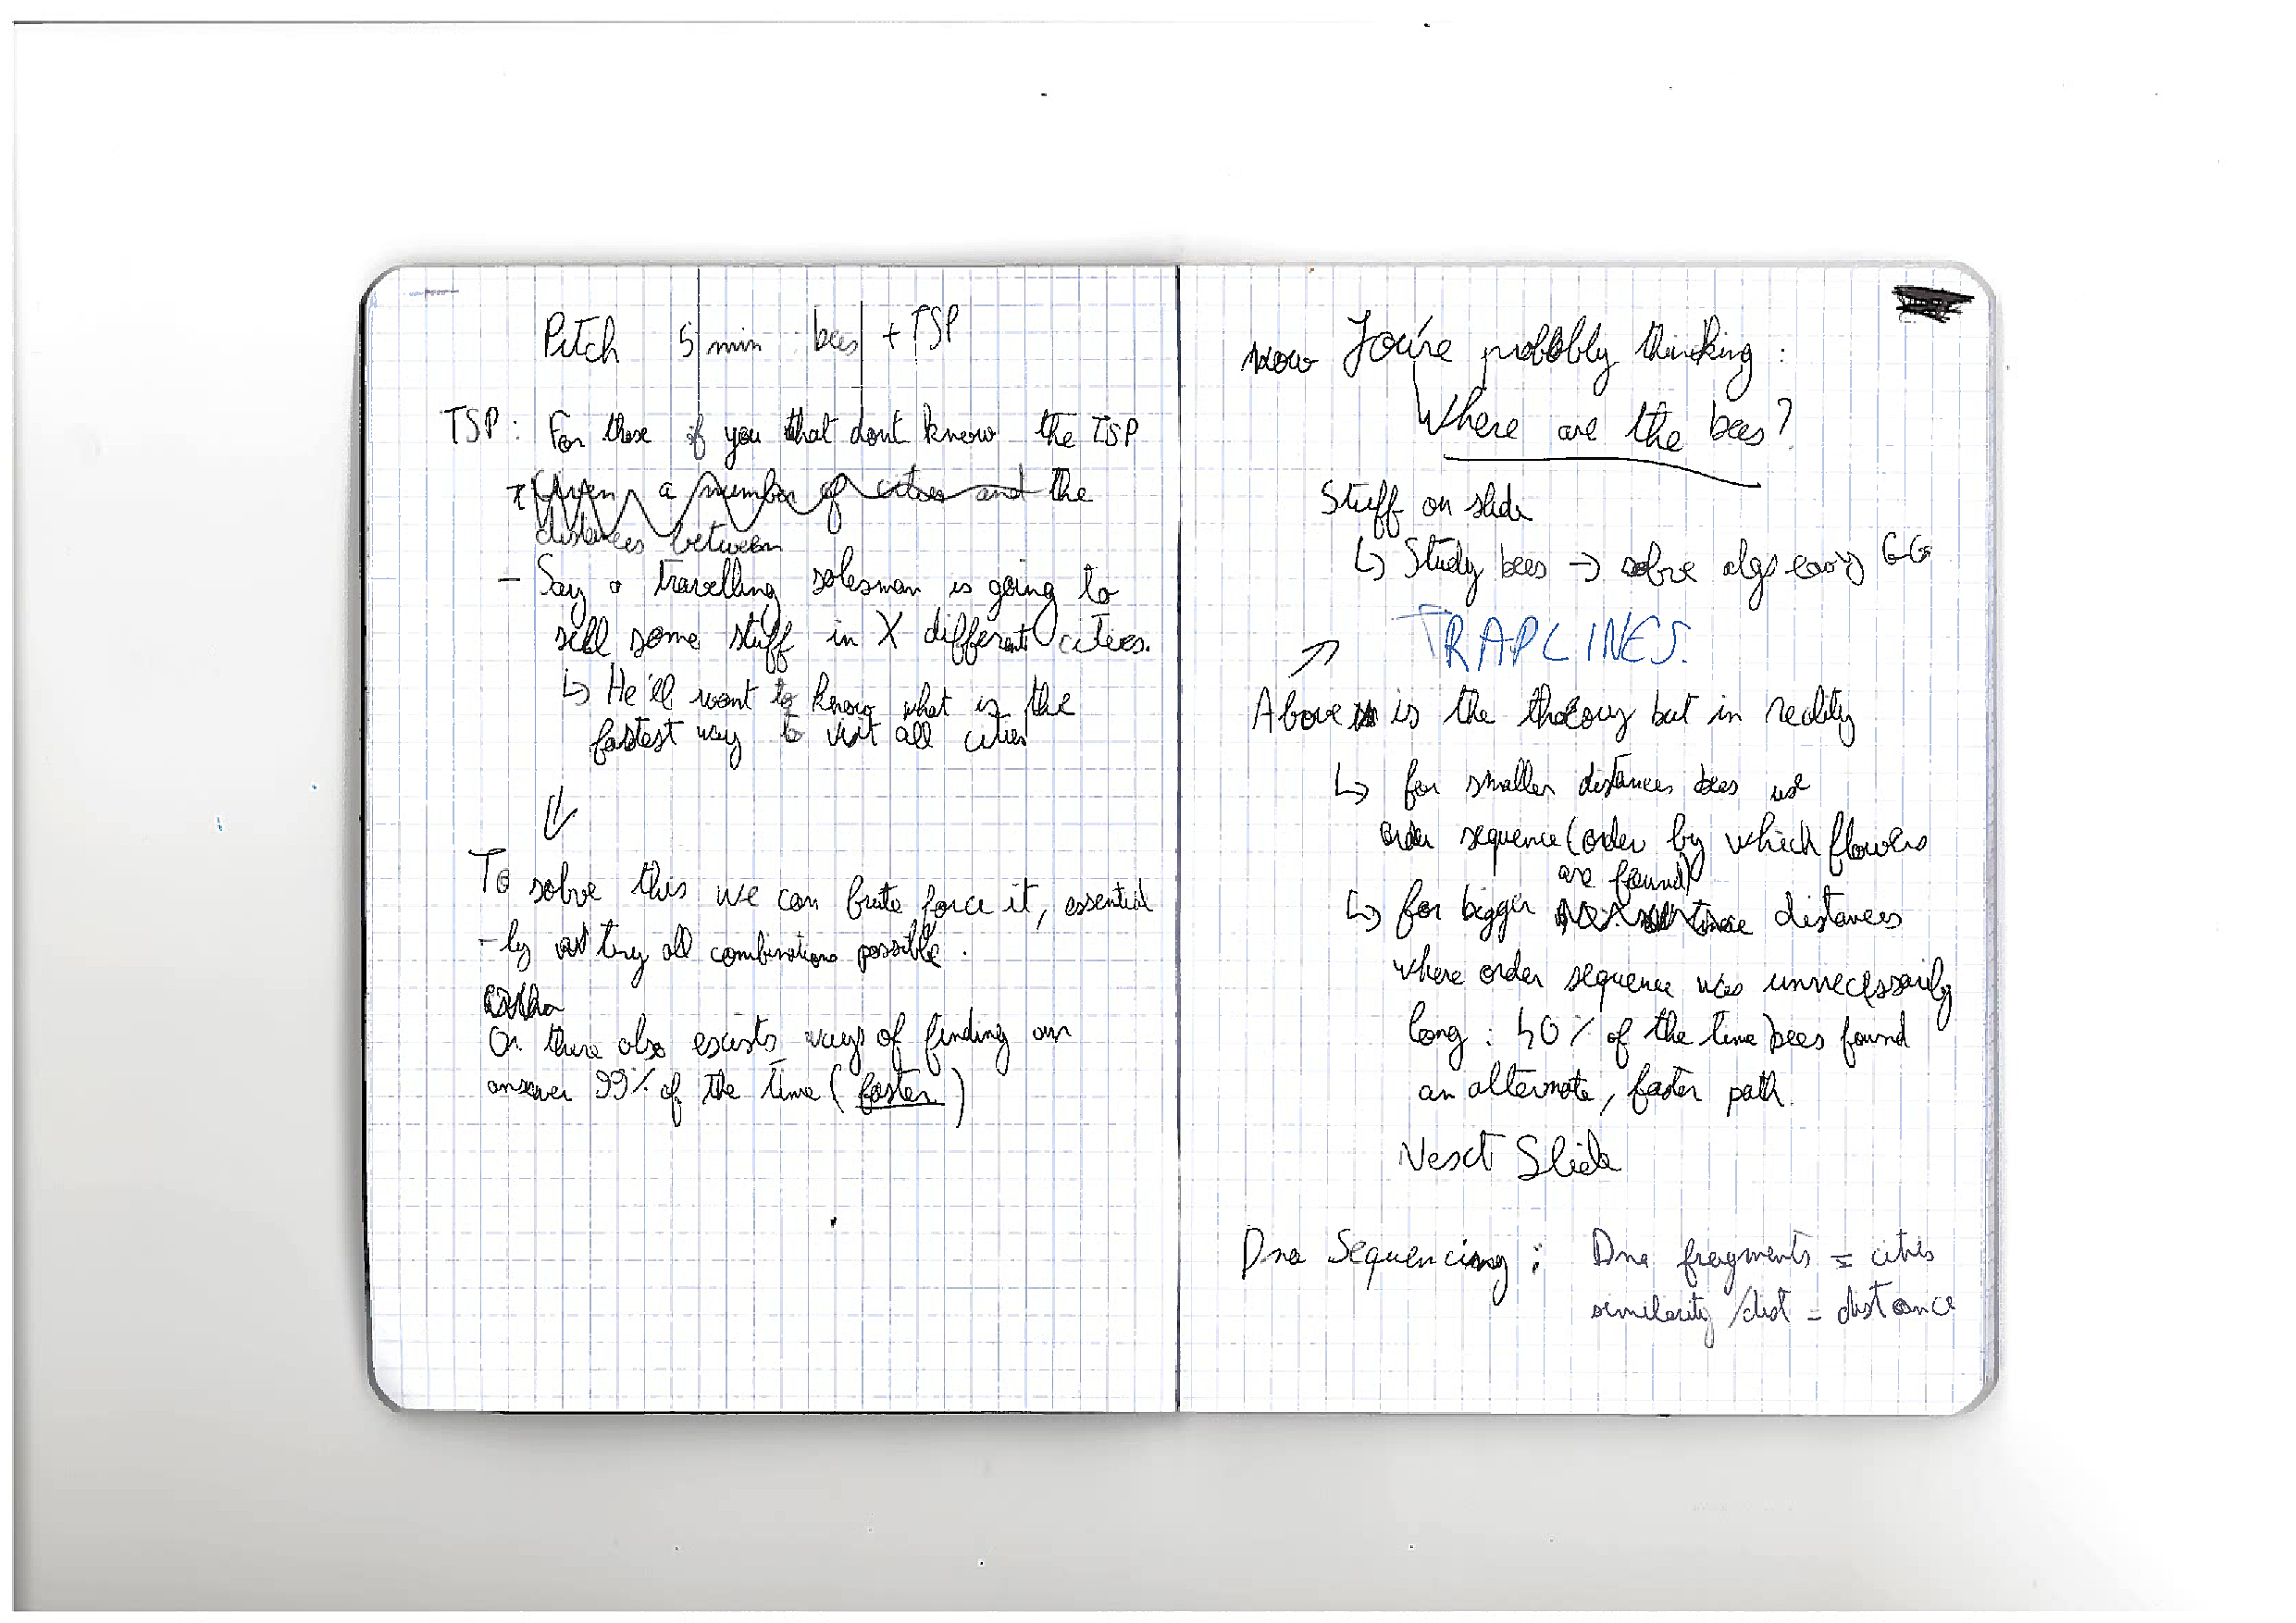 Pitch 5 min bees + TSP
TSP : For those of you that dont know the TSP
Given a number of cities and the
distances between
- Say a travelling salesman is going to
sell some stuff in X different cities.
↳ He'll want to know what is the
fastest way to visit all cities
⇓
To solve this we can brute force it, essential
-ly try all combinations possible.
Or there also exists ways of finding an
answer 99% of the time (faster)
Now You're probobly thinking :
Where are the bees?
Stuff on slide
↳ Study bees → solve algs easy GG
TRAPLINES.
↗
Above is the theory but in reality
↳ for smaller distances bees use
order sequence (order by which flowers
are found)
↳ for bigger distances
where order sequence was unnecessarily
long : 40% of the time bees found
an alternate, faster path.
Next Slide
Dna Sequencing : Dna fragments = cities
similarity/dist = distance